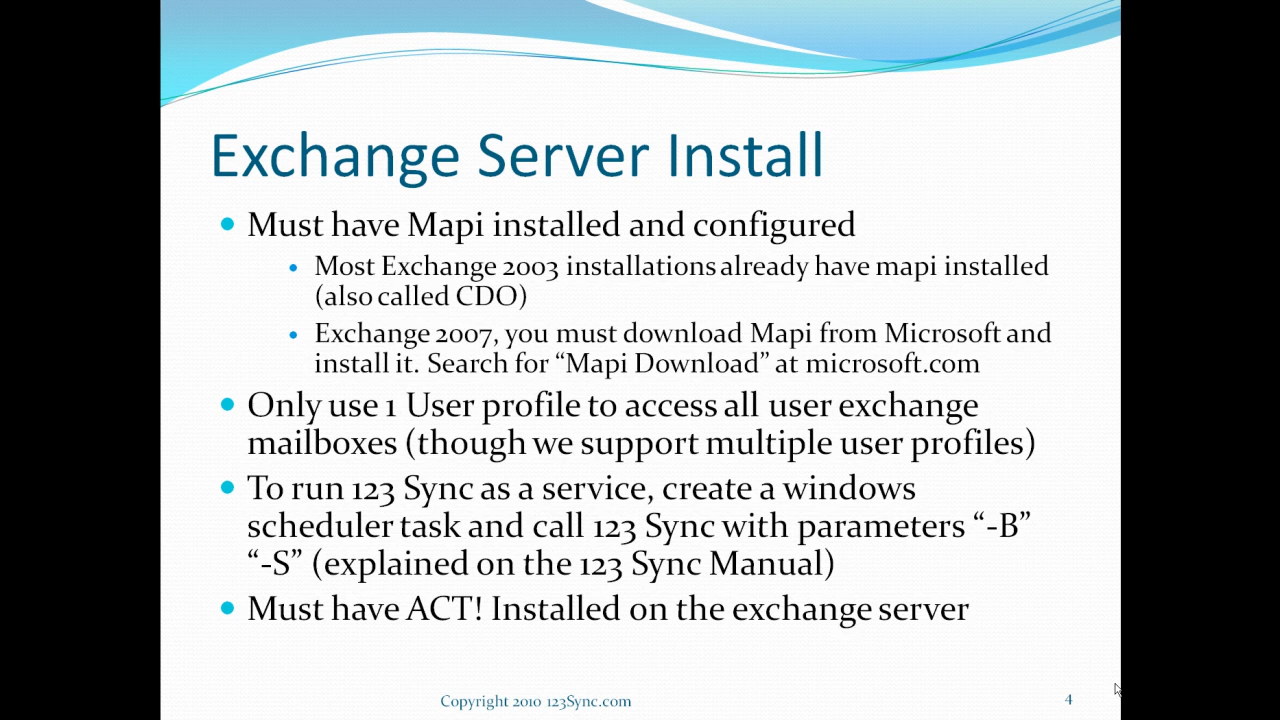 Exchange Server Install
• Must have Mapi installed and configured
• Most Exchange 2003 installations already have mapi installed
(also called CDO)
• Exchange 2007, you must download Mapi from Microsoft and
install it. Search for “Mapi Download” at microsoft.com
• Only use 1 User profile to access all user exchange
mailboxes (though we support multiple user profiles)
• To run 123 Sync as a service, create a windows
scheduler task and call 123 Sync with parameters “-B”
“-S” (explained on the 123 Sync Manual)
• Must have ACT! Installed on the exchange server
Copyright 2010 123Sync.com
4